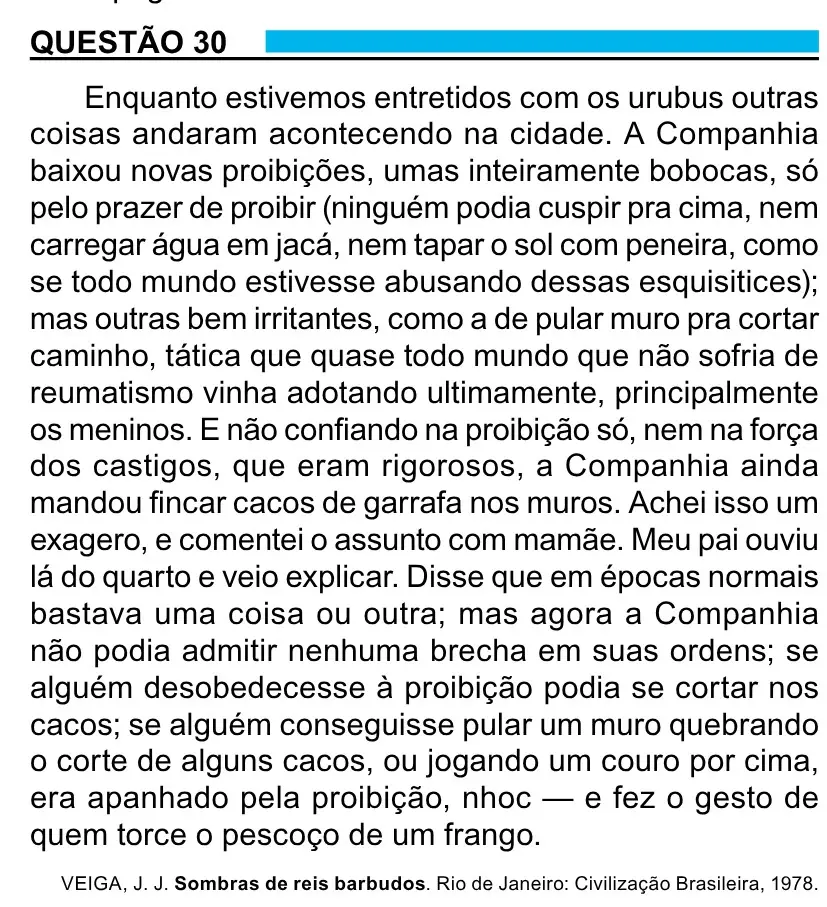 QUESTÃO 30
Enquanto estivemos entretidos com os urubus outras
coisas andaram acontecendo na cidade. A Companhia
baixou novas proibições, umas inteiramente bobocas, só
pelo prazer de proibir (ninguém podia cuspir pra cima, nem
carregar água em jacá, nem tapar o sol com peneira, como
se todo mundo estivesse abusando dessas esquisitices);
mas outras bem irritantes, como a de pular muro pra cortar
caminho, tática que quase todo mundo que não sofria de
reumatismo vinha adotando ultimamente, principalmente
os meninos. E não confiando na proibição só, nem na força
dos castigos, que eram rigorosos, a Companhia ainda
mandou fincar cacos de garrafa nos muros. Achei isso um
exagero, e comentei o assunto com mamãe. Meu pai ouviu
lá do quarto e veio explicar. Disse que em épocas normais
bastava uma coisa ou outra; mas agora a Companhia
não podia admitir nenhuma brecha em suas ordens; se
alguém desobedecesse à proibição podia se cortar nos
cacos; se alguém conseguisse pular um muro quebrando
o corte de alguns cacos, ou jogando um couro por cima,
era apanhado pela proibição, nhoc — e fez o gesto de
quem torce o pescoço de um frango.
VEIGA, J. J. Sombras de reis barbudos. Rio de Janeiro: Civilização Brasileira, 1978.